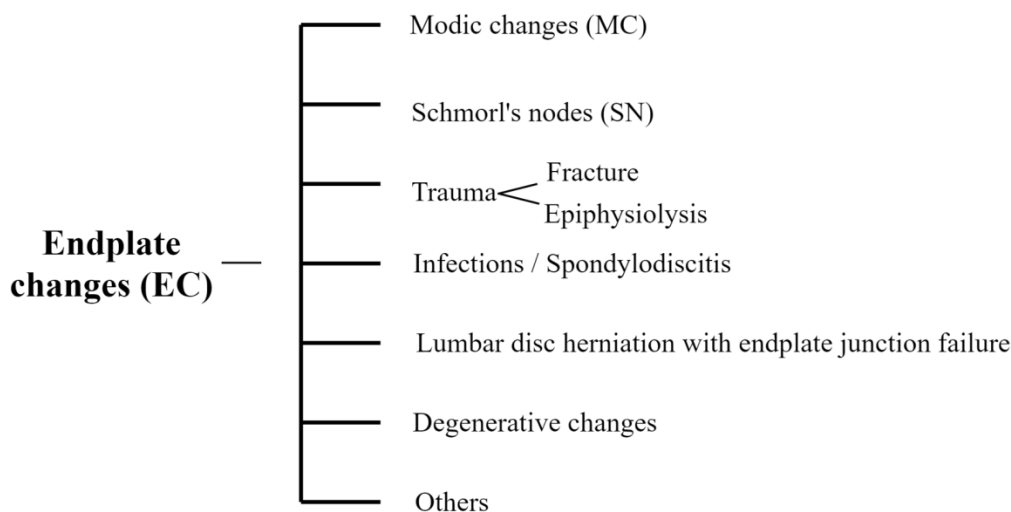 Endplate
changes (EC)
Modic changes (MC)
Schmorl's nodes (SN)
Trauma
Fracture
Epiphysiolysis
Infections / Spondylodiscitis
Lumbar disc herniation with endplate junction failure
Degenerative changes
Others